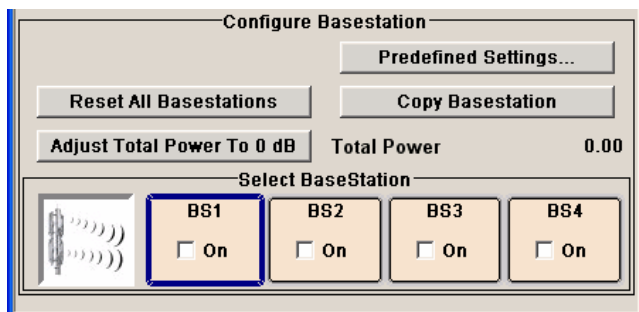 Configure Basestation
Predefined Settings...
Reset All Basestations
Copy Basestation
Adjust Total Power To 0 dB
Total Power 0.00
Select BaseStation
BS1 BS2 BS3 BS4
On On On On